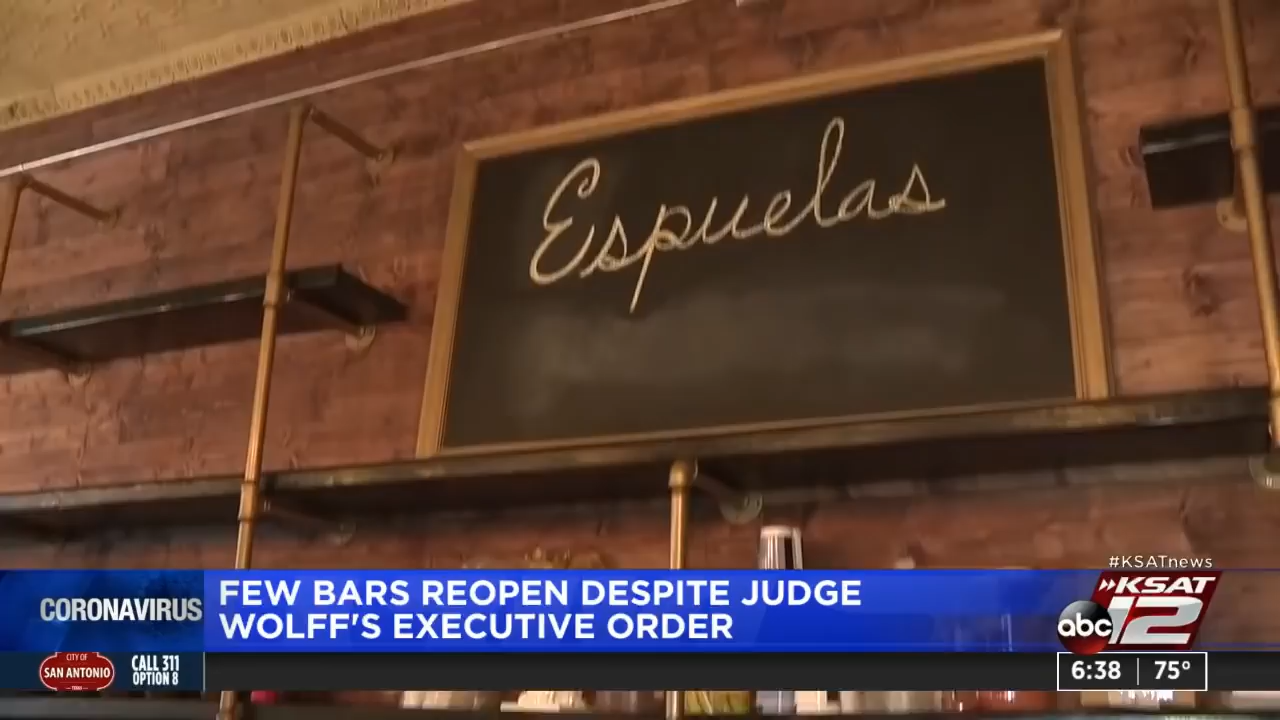 Espuelas
#KSATnews
CORONAVIRUS
FEW BARS REOPEN DESPITE JUDGE
WOLFF'S EXECUTIVE ORDER
KSAT
abc 12
CITY OF
SAN ANTONIO
TEXAS
CALL 311
OPTION 8
6:38 75°